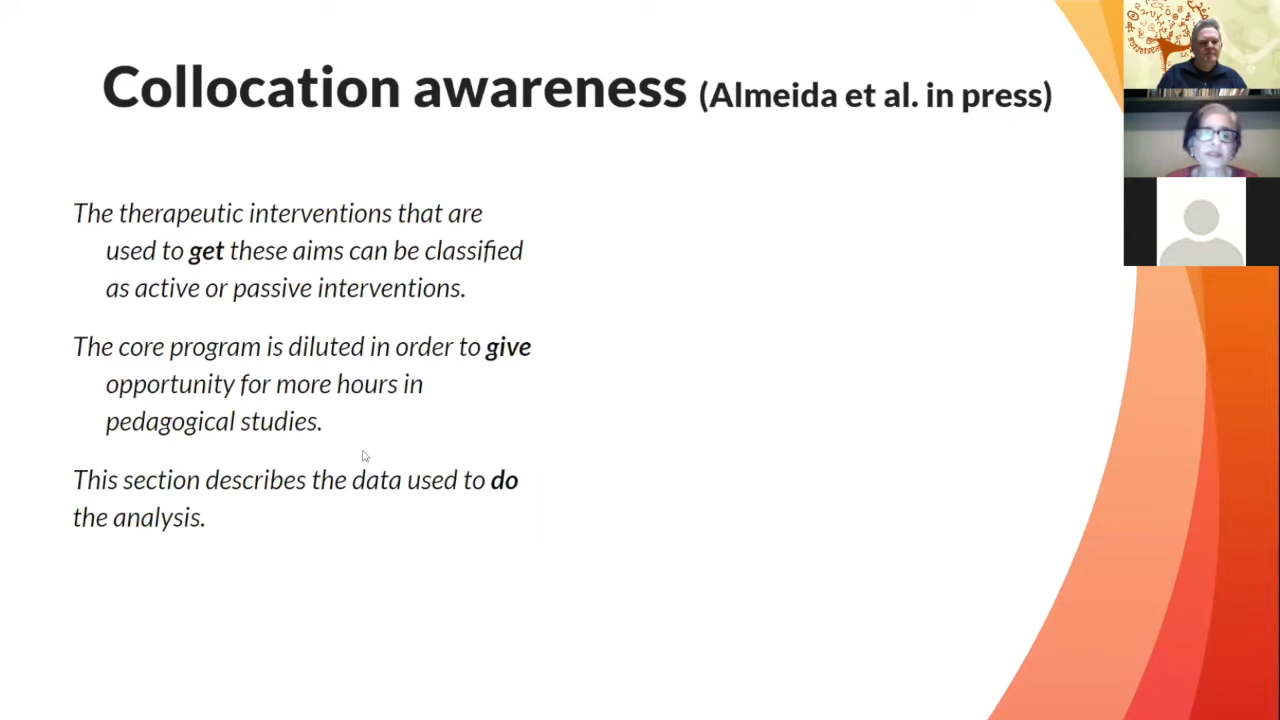 Collocation awareness (Almeida et al. in press)
The therapeutic interventions that are
used to get these aims can be classified
as active or passive interventions.
The core program is diluted in order to give
opportunity for more hours in
pedagogical studies.
This section describes the data used to do
the analysis.